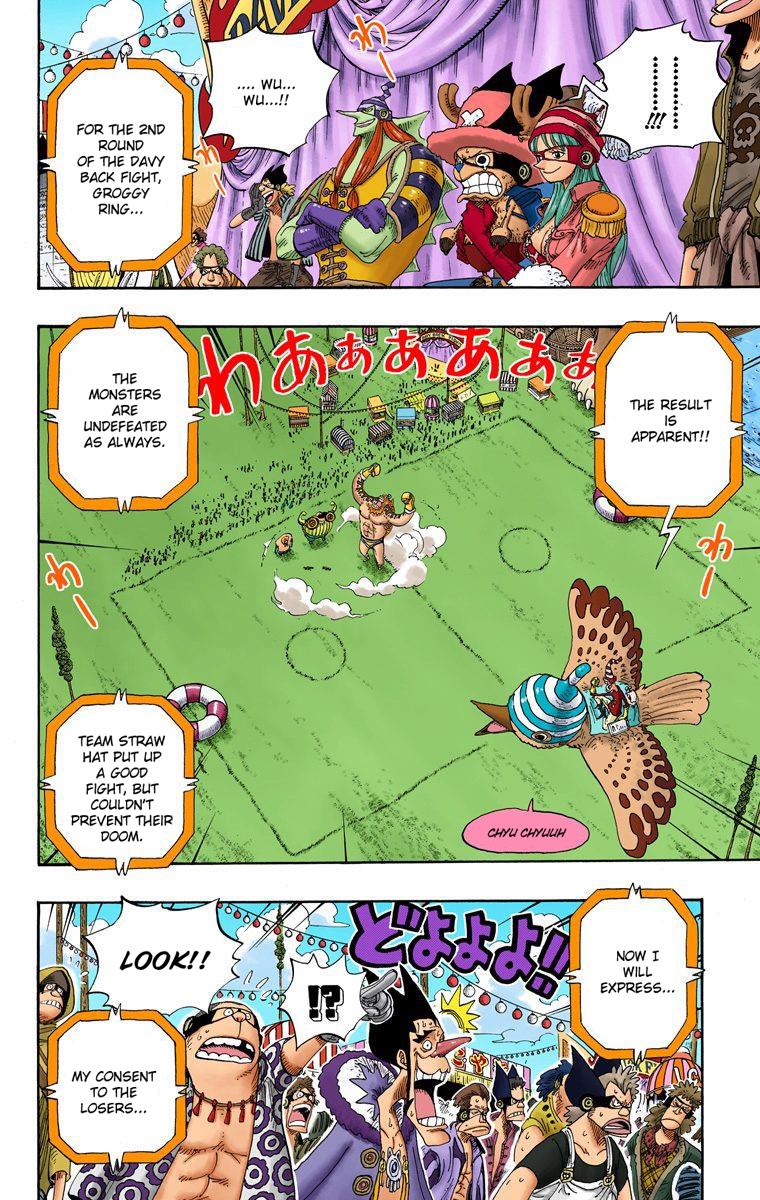 !!!
.... WU...
WU...!!
わー
わー
FOR THE 2ND
ROUND
OF THE DAVY
BACK FIGHT,
GROGGY
RING...
わあぁぁあぁぁ
THE RESULT
IS
APPARENT!!
THE
MONSTERS
ARE
UNDEFEATED
AS ALWAYS.
わー
わー
TEAM STRAW
HAT PUT UP
A GOOD
FIGHT, BUT
COULDN'T
PREVENT THEIR
DOOM.
CHYU CHYUUH
NOW I
WILL
EXPRESS...
どよよよ!!
LOOK!!
!?
MY CONSENT
TO THE
LOSERS...